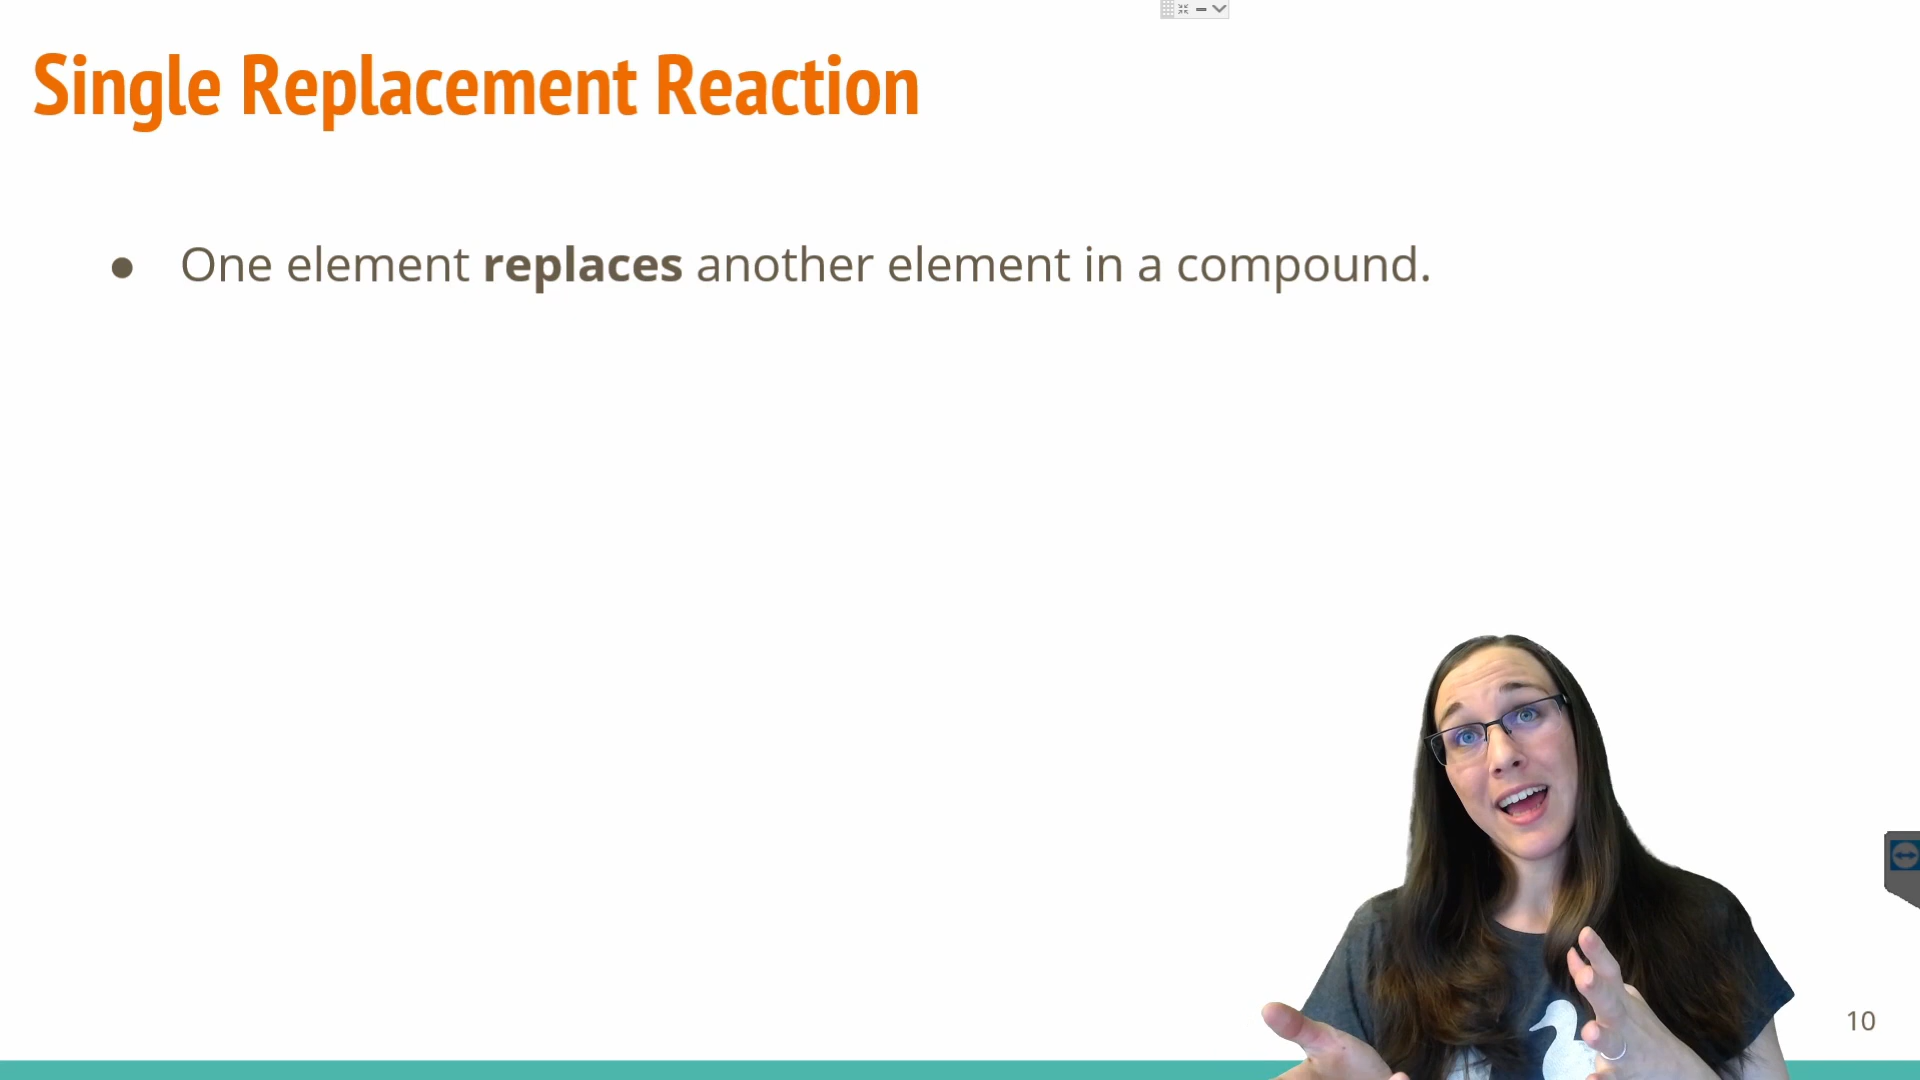 Single Replacement Reaction
● One element replaces another element in a compound.
10